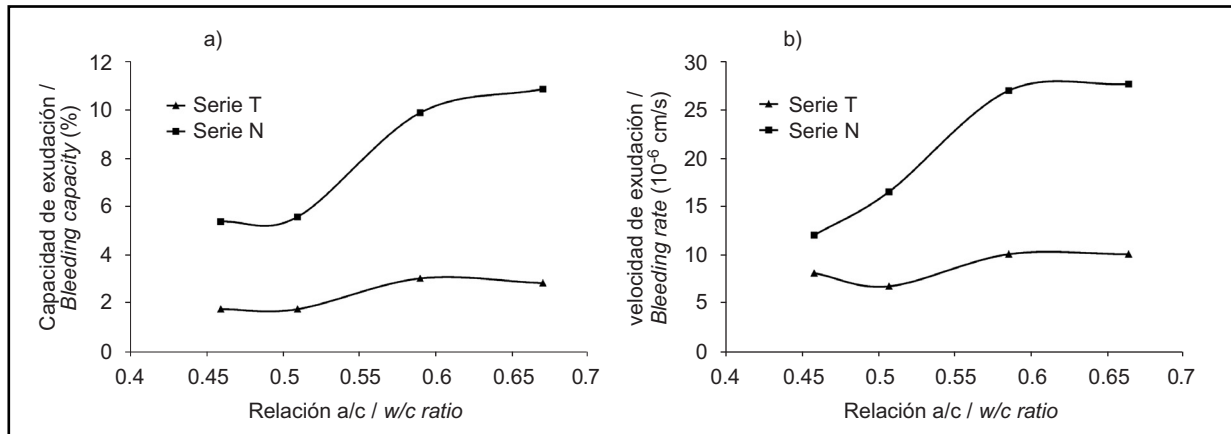 a)
Capacidad de exudación /
Bleeding capacity (%)
12
10
8
6
4
2
0
Serie T
Serie N
0.4 0.45 0.5 0.55 0.6 0.65 0.7
Relación a/c / w/c ratio
b)
velocidad de exudación /
Bleeding rate (10⁻⁶ cm/s)
30
25
20
15
10
5
0
Serie T
Serie N
0.4 0.45 0.5 0.55 0.6 0.65 0.7
Relación a/c / w/c ratio